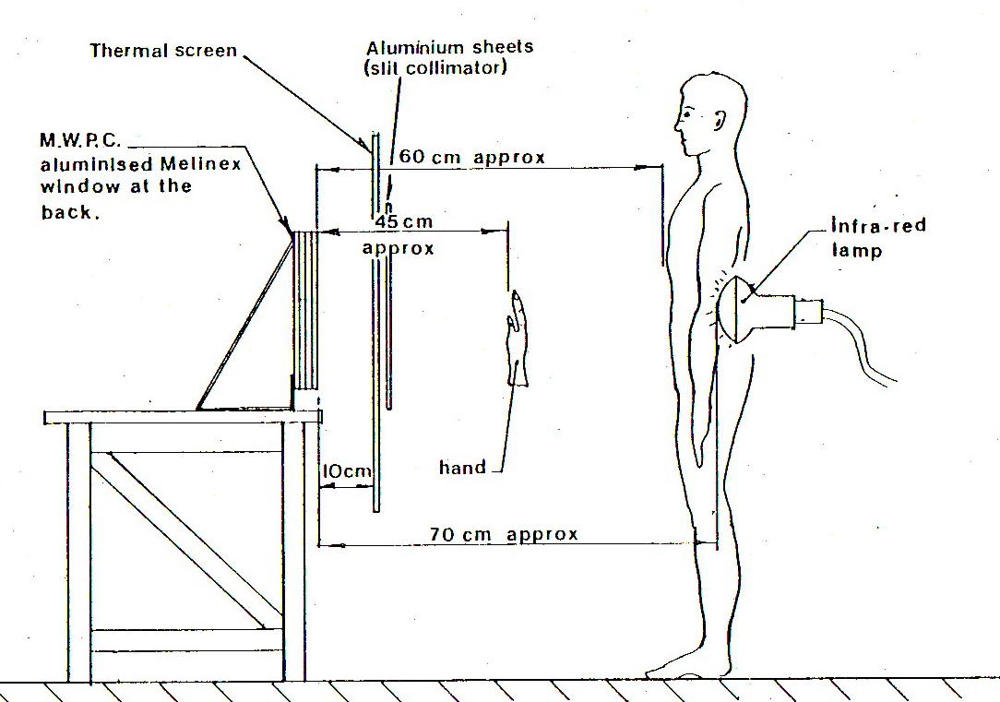 Thermal screen
Aluminium sheets
(slit collimator)
M.W.P.C.
aluminised Melinex
window at the
back.
60 cm approx
45 cm
approx
Infra-red
lamp
hand
10cm
70 cm approx